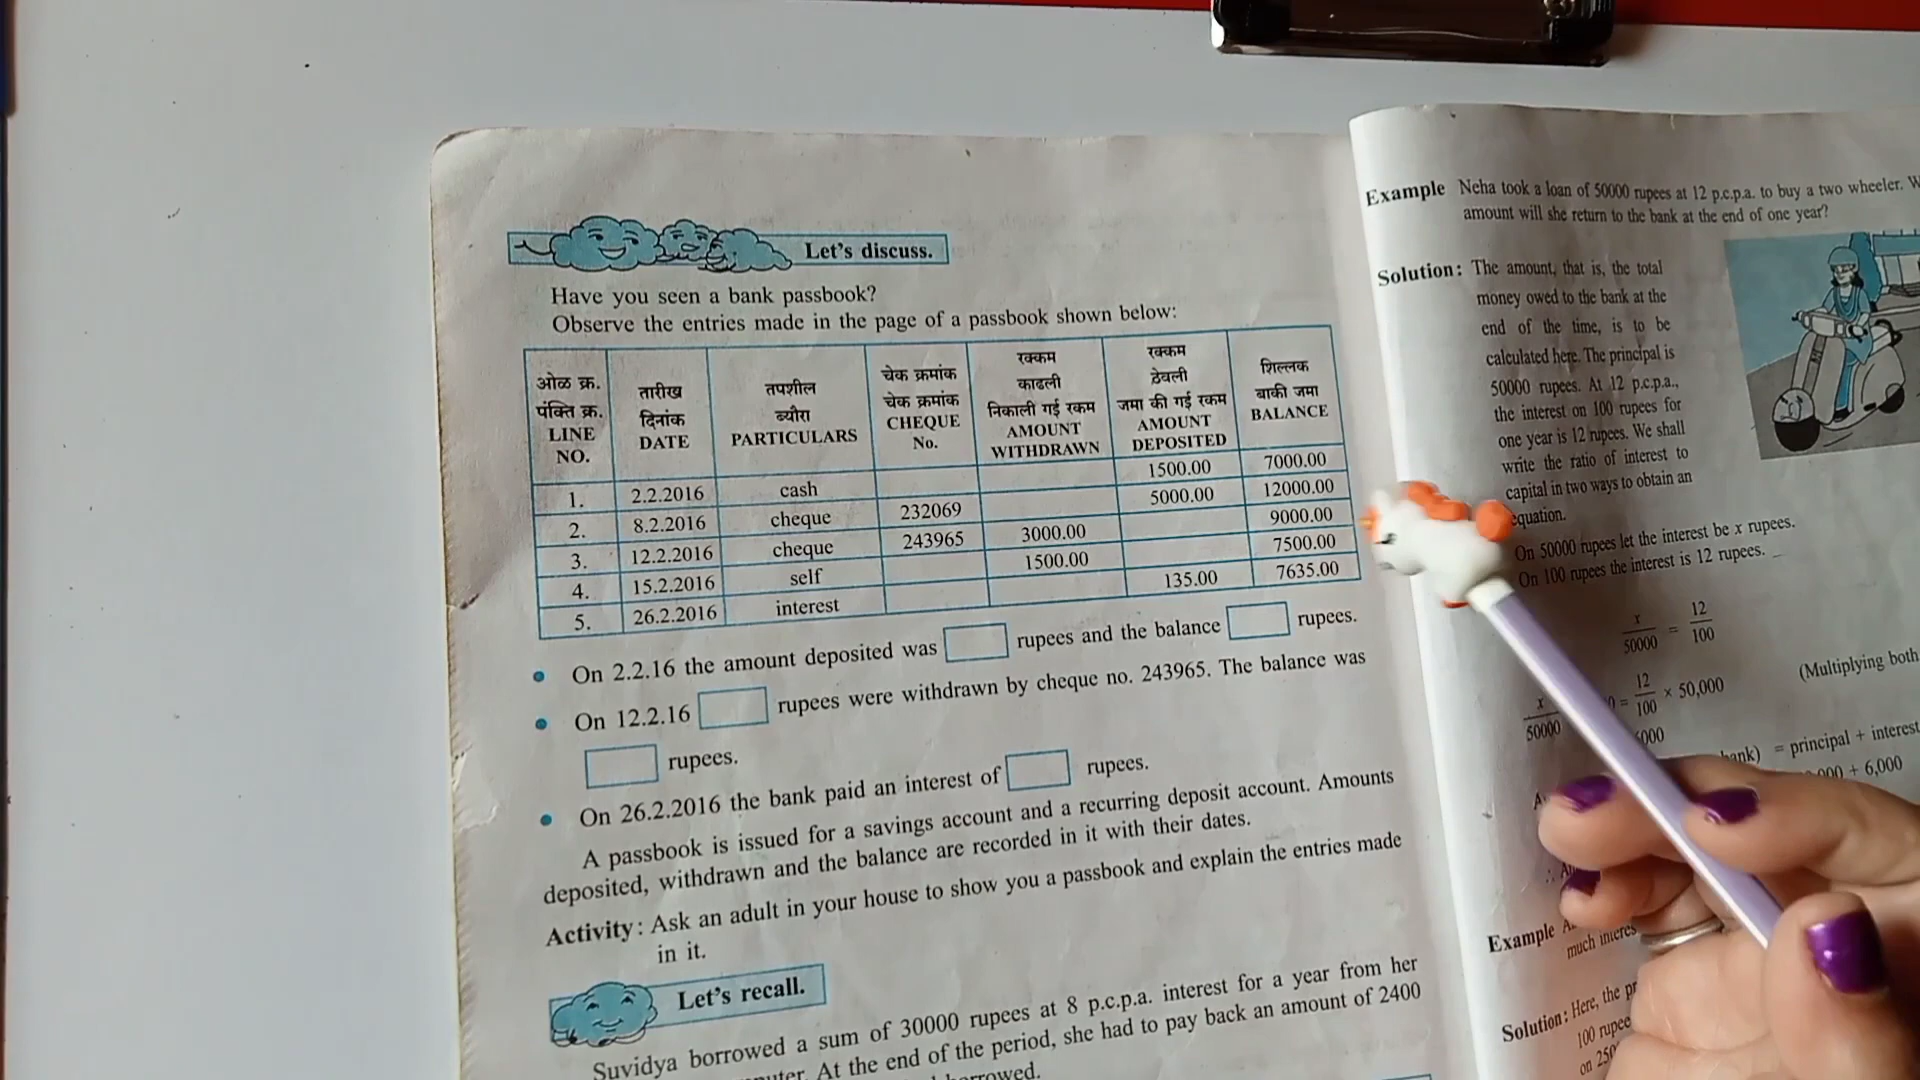 Let's discuss.
Have you seen a bank passbook?
Observe the entries made in the page of a passbook shown below:
ओळ क्र. पंक्ति क्र. LINE NO. | तारीख दिनांक DATE | तपशील ब्यौरा PARTICULARS | चेक क्रमांक चेक क्रमांक CHEQUE No. | रक्कम काढली निकाली गई रकम AMOUNT WITHDRAWN | रक्कम ठेवली जमा की गई रकम AMOUNT DEPOSITED | शिल्लक बाकी जमा BALANCE
1. 2.2.2016 cash 1500.00 7000.00
2. 8.2.2016 cheque 232069 5000.00 12000.00
3. 12.2.2016 cheque 243965 3000.00 9000.00
4. 15.2.2016 self 1500.00 7500.00
5. 26.2.2016 interest 135.00 7635.00
• On 2.2.16 the amount deposited was rupees and the balance rupees.
• On 12.2.16 rupees were withdrawn by cheque no. 243965. The balance was
rupees.
• On 26.2.2016 the bank paid an interest of rupees.
A passbook is issued for a savings account and a recurring deposit account. Amounts
deposited, withdrawn and the balance are recorded in it with their dates.
Activity: Ask an adult in your house to show you a passbook and explain the entries made
in it.
Let's recall.
Suvidya borrowed a sum of 30000 rupees at 8 p.c.p.a. interest for a year from her
At the end of the period, she had to pay back an amount of 2400
Example Neha took a loan of 50000 rupees at 12 p.c.p.a. to buy a two wheeler.
amount will she return to the bank at the end of one year?
Solution: The amount, that is, the total
money owed to the bank at the
end of the time, is to be
calculated here. The principal is
50000 rupees. At 12 p.c.p.a.,
the interest on 100 rupees for
one year is 12 rupees. We shall
write the ratio of interest to
capital in two ways to obtain an
equation.
On 50000 rupees let the interest be x rupees.
On 100 rupees the interest is 12 rupees.
x/50000 = 12/100
x/50000 = 12/100 × 50,000 (Multiplying both
= principal + interest
+ 6,000
Example
much interes
Solution: Here, the
100 rupee
on